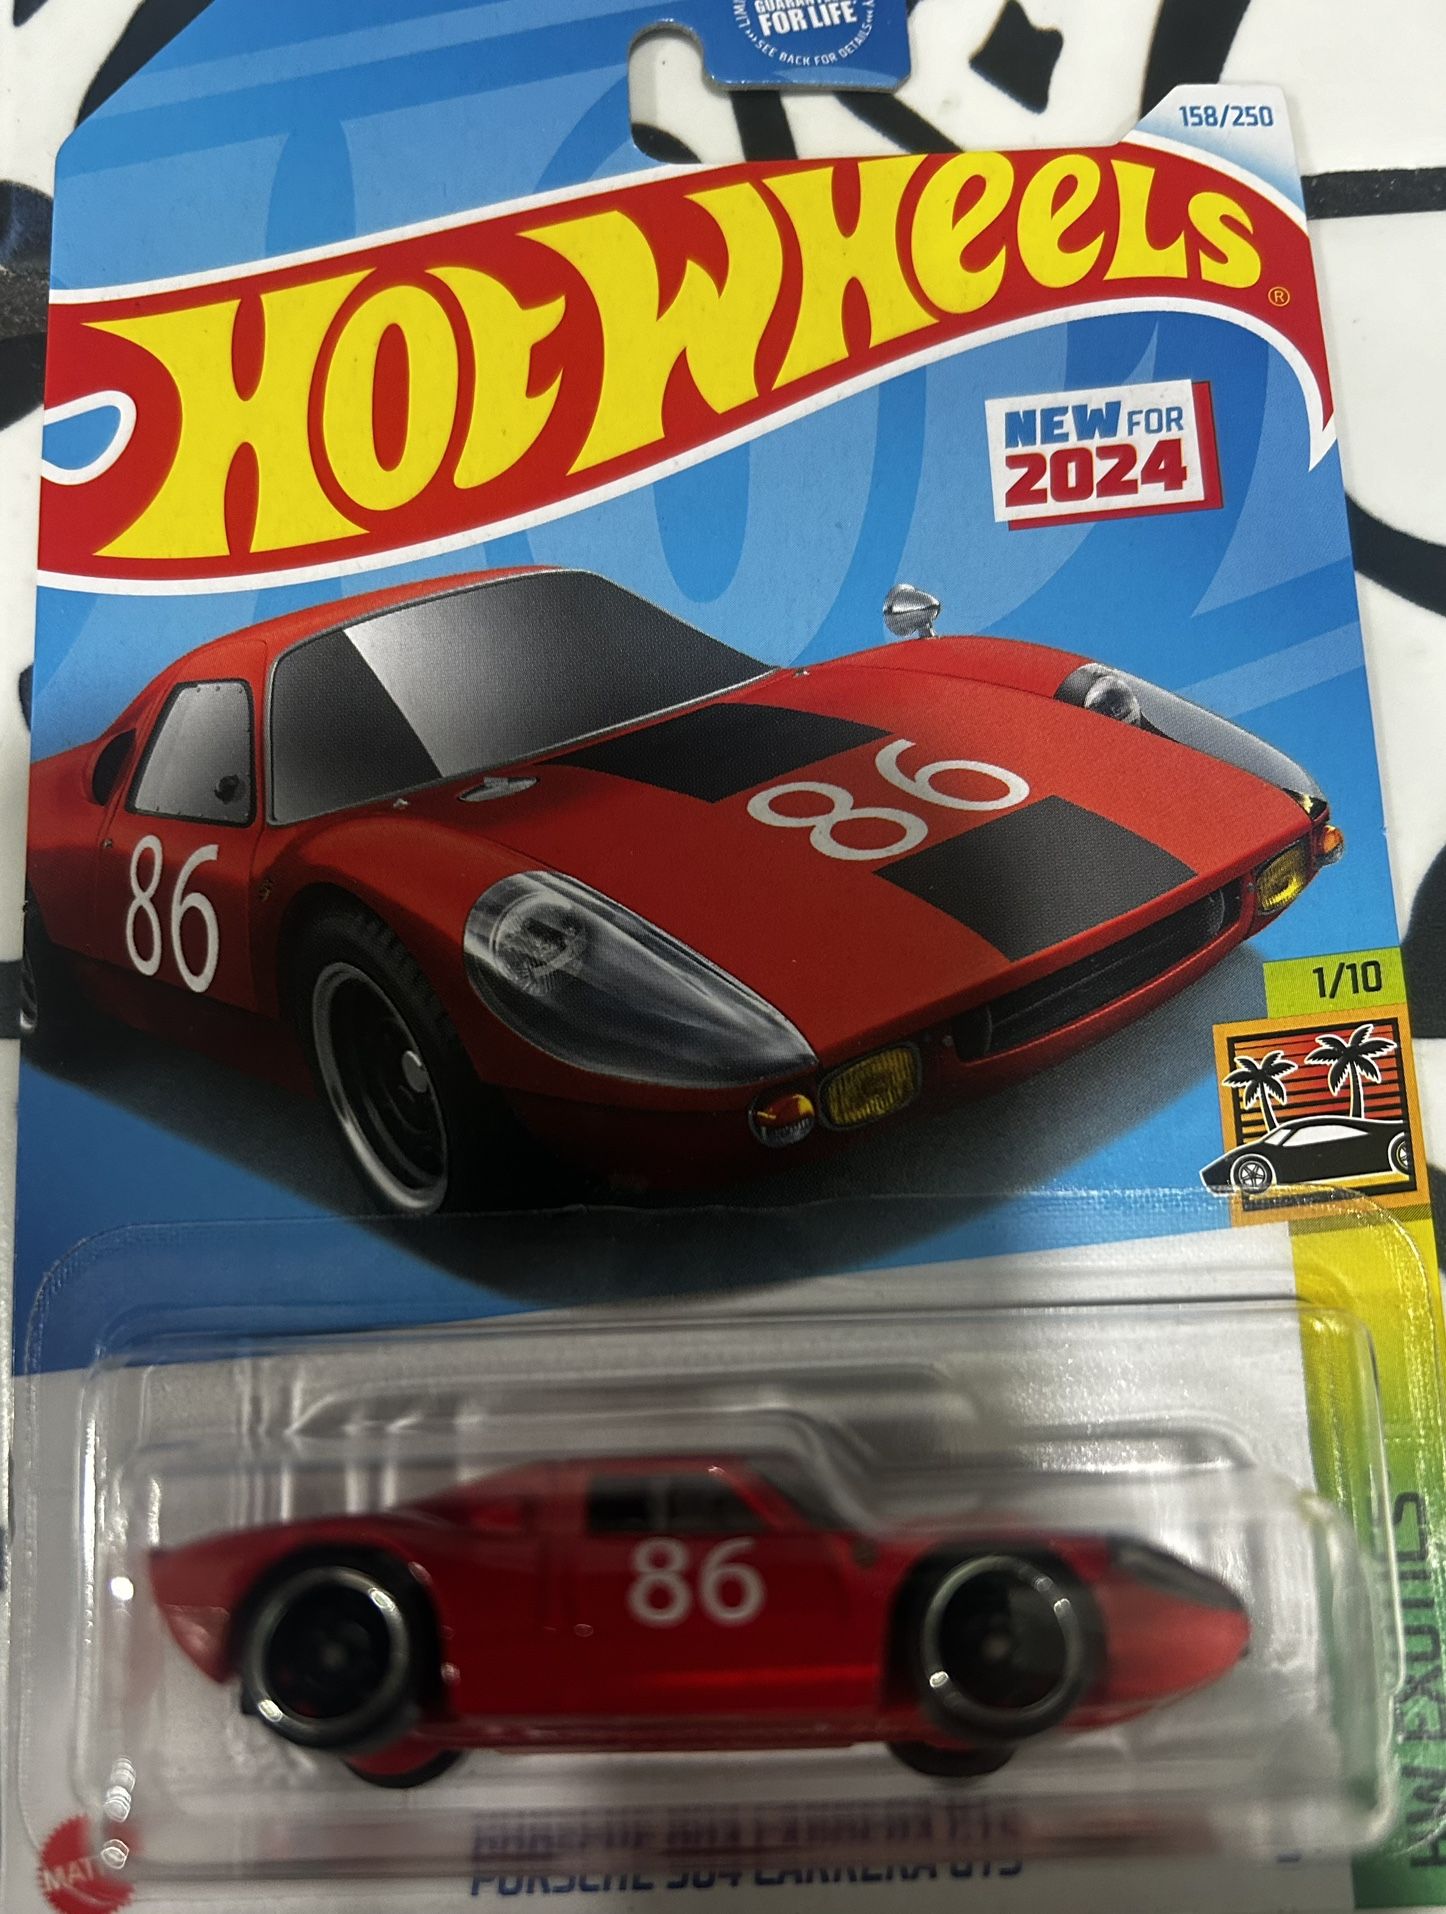 FOR LIFE
SEE BACK FOR DETAILS
158/250
HOT WHEELS
®
NEW FOR
2024
86
86
1/10
86
HW EXOTICS
PORSCHE 904 CARRERA GTS